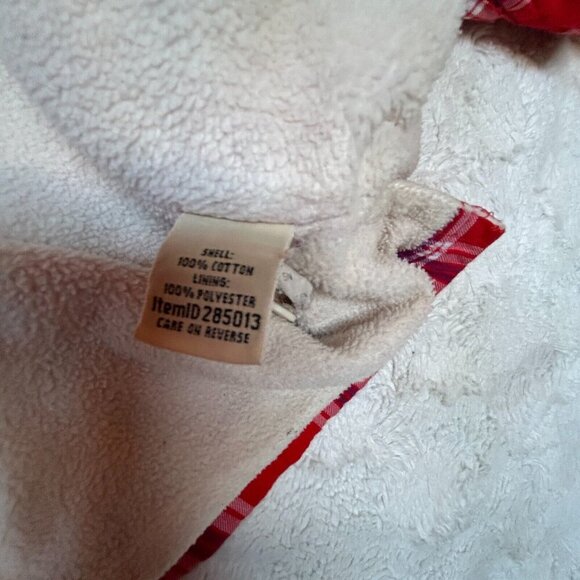 SHELL:
100% COTTON
LINING:
100% POLYESTER
ItemID 285013
CARE ON REVERSE